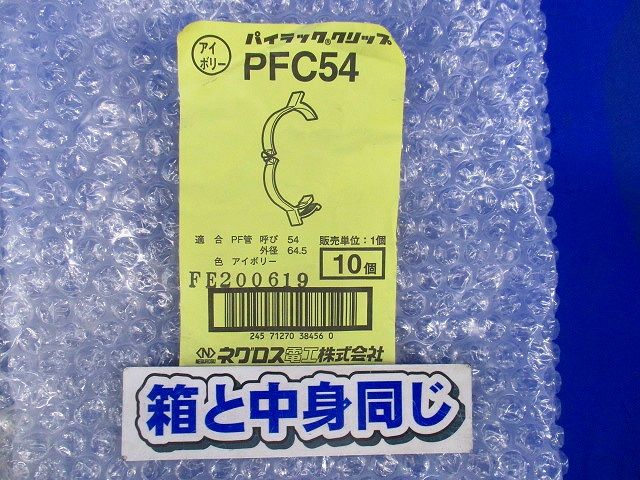 アイボリー
パイラック®クリップ
PFC54
適合 PF管 呼び 54
外径 64.5
色 アイボリー
販売単位：1個
10個
FE200619
245 71270 38456 0
ネグロス電工株式会社
箱と中身同じ